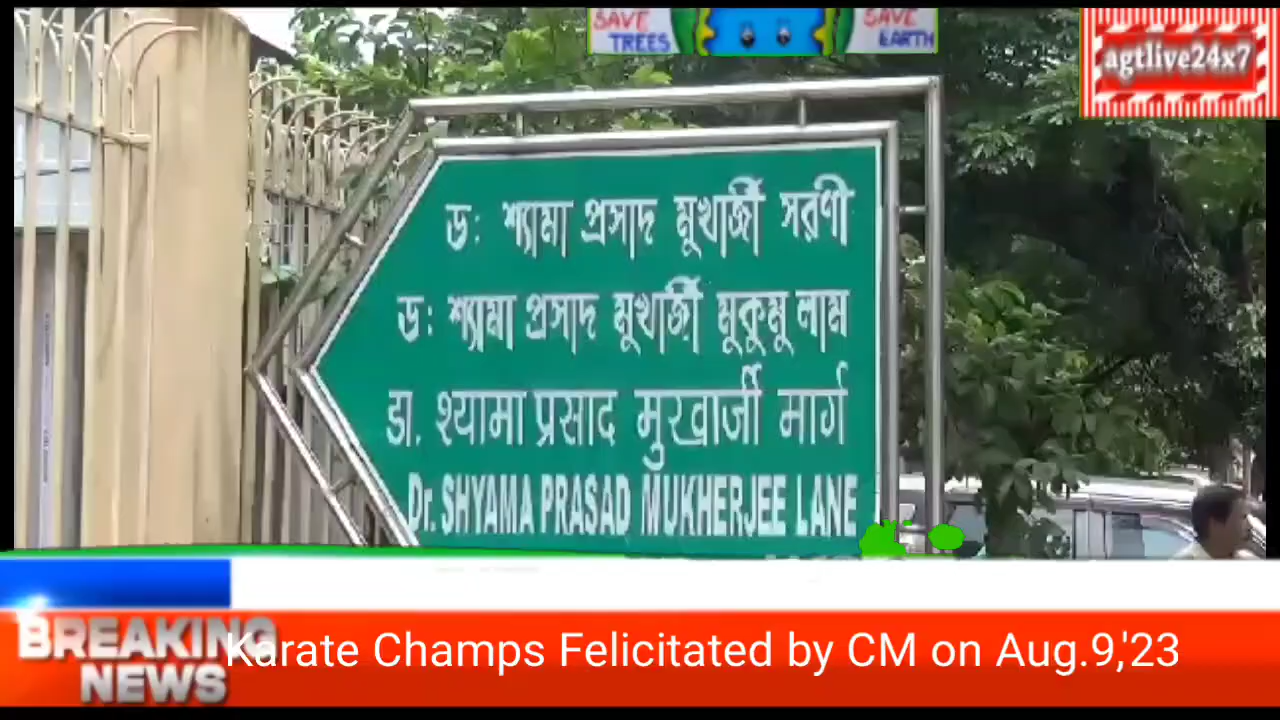 SAVE TREES
SAVE EARTH
agtlive24x7
ড: শ্যামা প্রসাদ মুখার্জী সরণী
ড: শ্যামা প্রসাদ মুখার্জী মুকুমু লাম
डा. श्यामा प्रसाद मुखार्जी मार्ग
Dr. SHYAMA PRASAD MUKHERJEE LANE
BREAKING NEWS
Karate Champs Felicitated by CM on Aug.9,'23